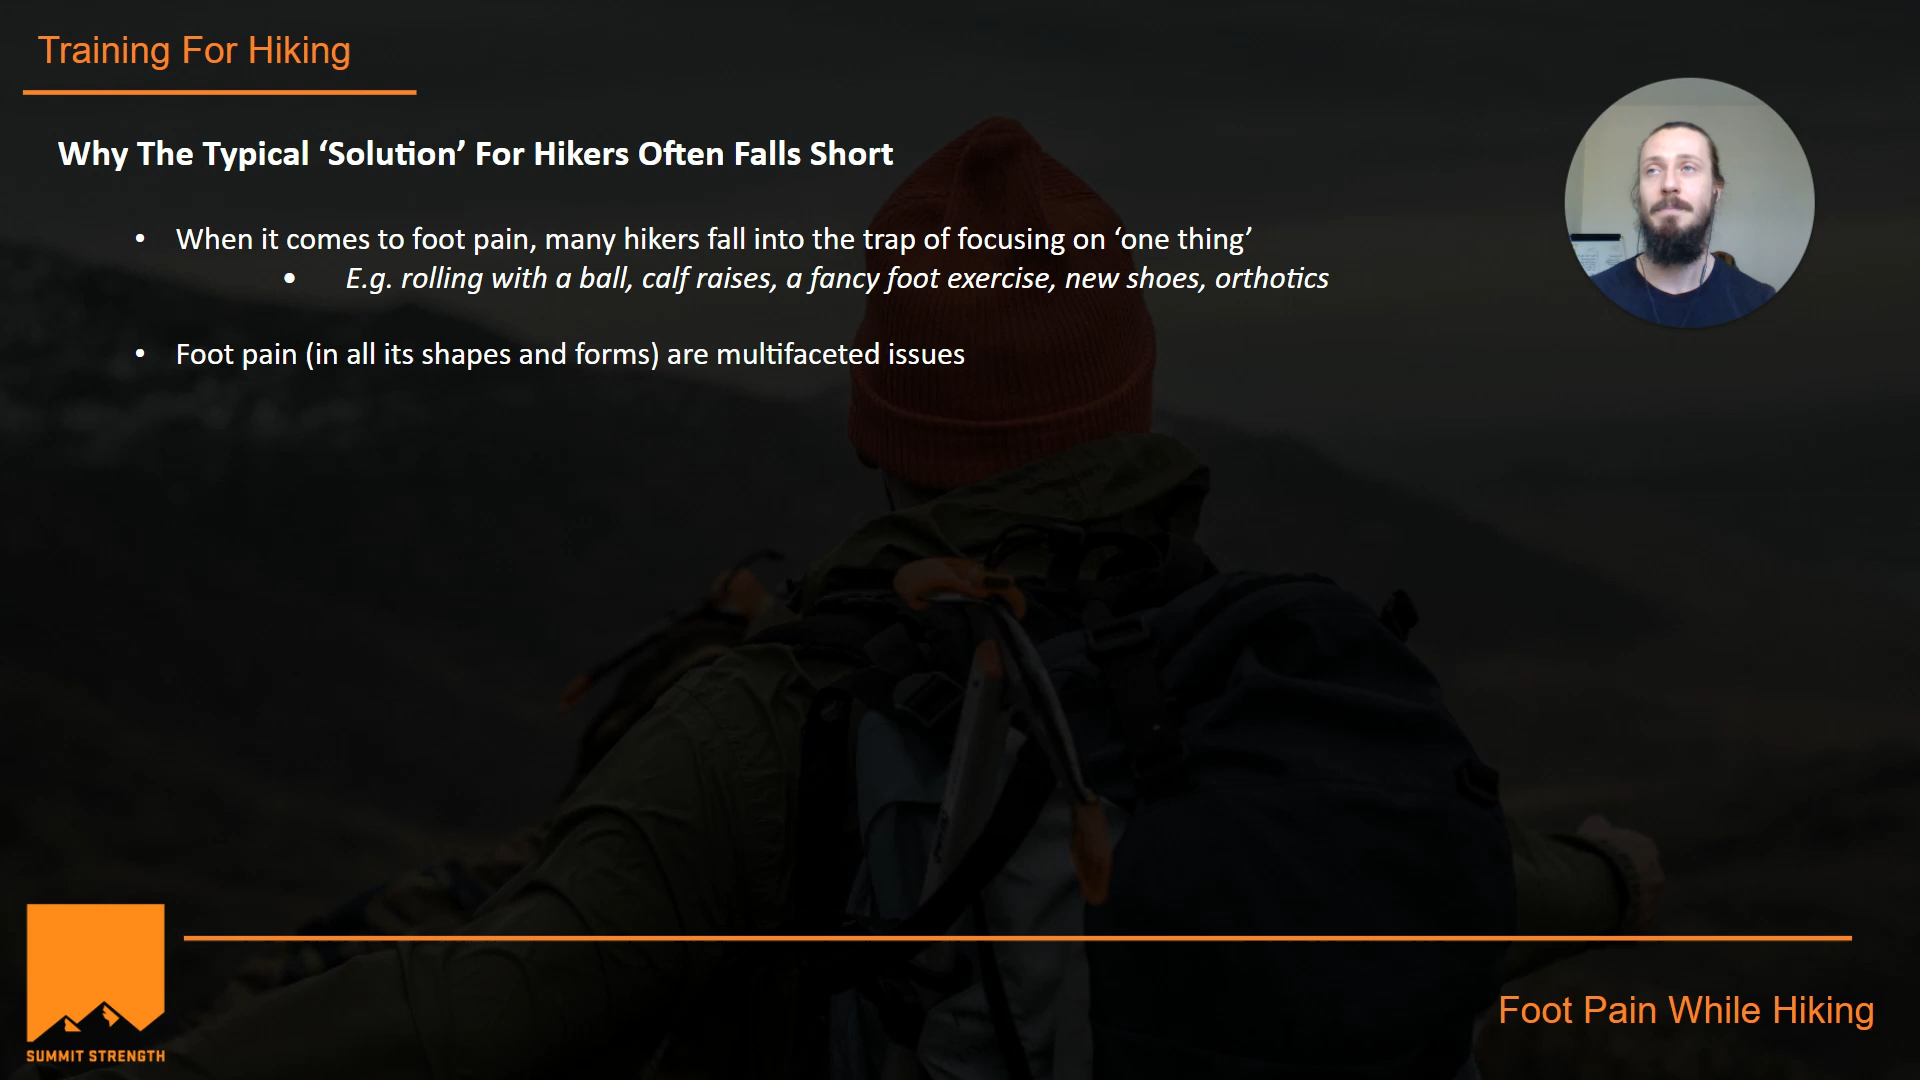 Training For Hiking
Why The Typical ‘Solution’ For Hikers Often Falls Short
• When it comes to foot pain, many hikers fall into the trap of focusing on ‘one thing’
• E.g. rolling with a ball, calf raises, a fancy foot exercise, new shoes, orthotics
• Foot pain (in all its shapes and forms) are multifaceted issues
SUMMIT STRENGTH
Foot Pain While Hiking